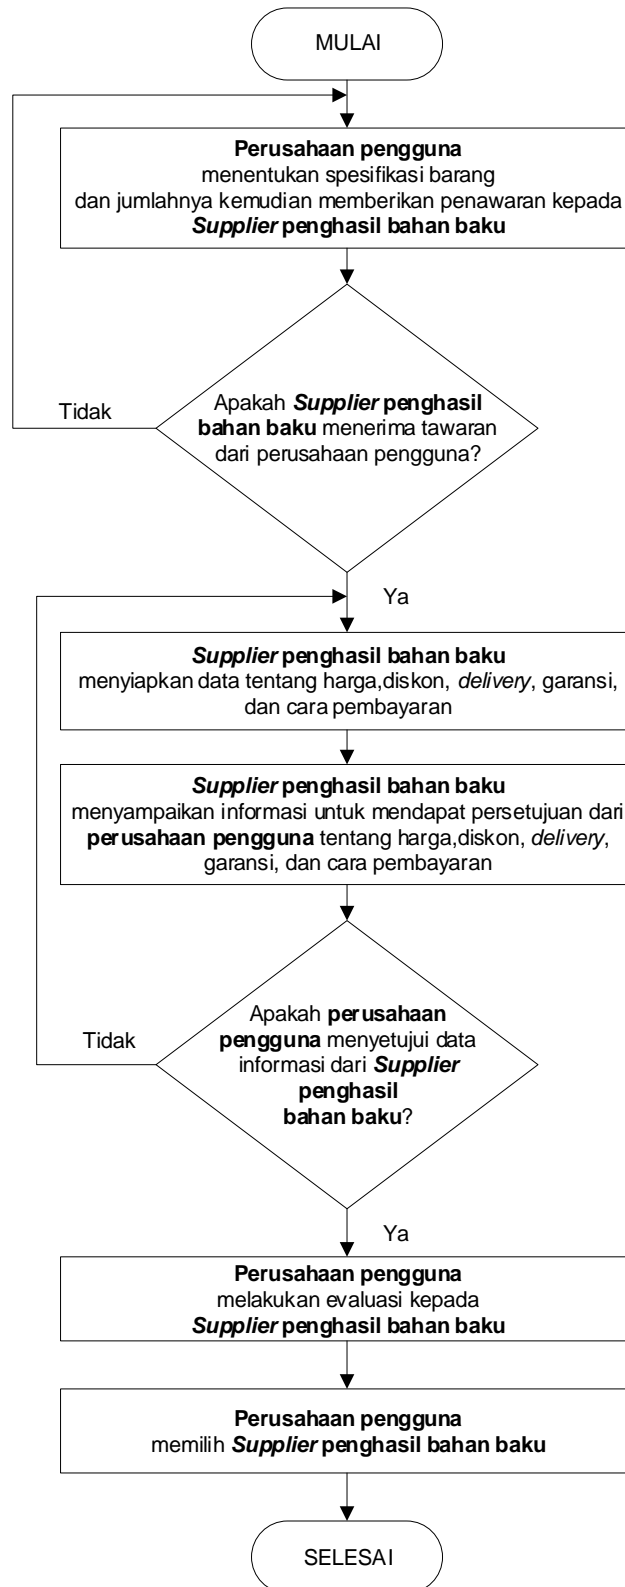 MULAI
Perusahaan pengguna
menentukan spesifikasi barang
dan jumlahnya kemudian memberikan penawaran kepada
Supplier penghasil bahan baku
Tidak
Apakah Supplier penghasil
bahan baku menerima tawaran
dari perusahaan pengguna?
Ya
Supplier penghasil bahan baku
menyiapkan data tentang harga,diskon, delivery, garansi,
dan cara pembayaran
Supplier penghasil bahan baku
menyampaikan informasi untuk mendapat persetujuan dari
perusahaan pengguna tentang harga,diskon, delivery,
garansi, dan cara pembayaran
Tidak
Apakah perusahaan
pengguna menyetujui data
informasi dari Supplier
penghasil
bahan baku?
Ya
Perusahaan pengguna
melakukan evaluasi kepada
Supplier penghasil bahan baku
Perusahaan pengguna
memilih Supplier penghasil bahan baku
SELESAI